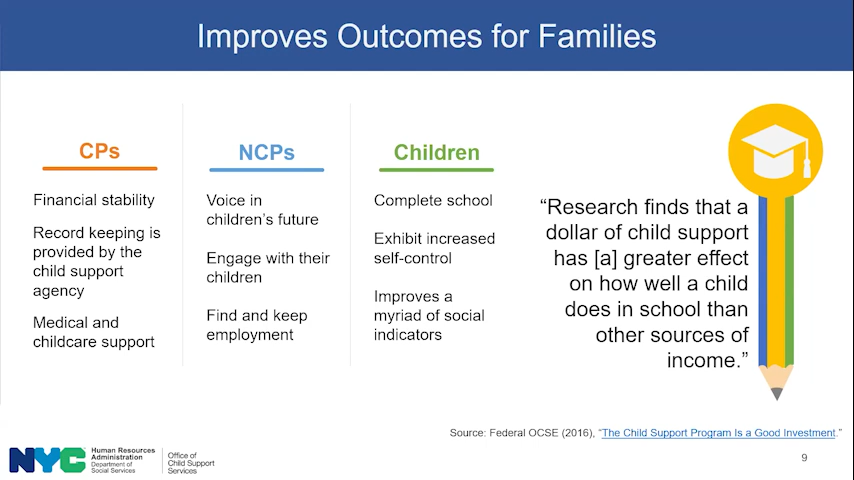 Improves Outcomes for Families
CPs
Financial stability
Record keeping is
provided by the
child support
agency
Medical and
childcare support
NCPs
Voice in
children’s future
Engage with their
children
Find and keep
employment
Children
Complete school
Exhibit increased
self-control
Improves a
myriad of social
indicators
“Research finds that a
dollar of child support
has [a] greater effect
on how well a child
does in school than
other sources of
income.”
Source: Federal OCSE (2016), “The Child Support Program Is a Good Investment.”
NYC
Human Resources
Administration
Department of
Social Services
Office of
Child Support
Services
9